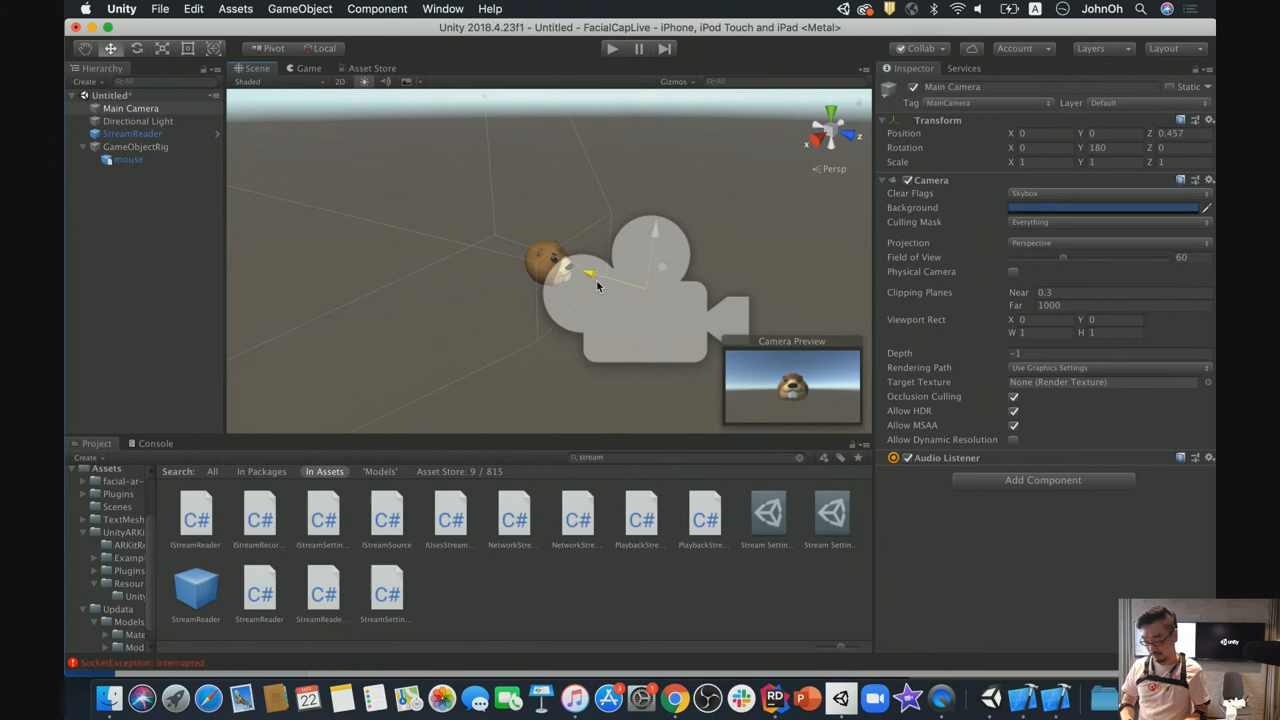 Unity File Edit Assets GameObject Component Window Help A JohnOh
Unity 2018.4.23f1 - Untitled - FacialCapLive - iPhone, iPod Touch and iPad <Metal>
Pivot Local Collab Account Layers Layout
Hierarchy Scene Game Asset Store Inspector Services
Create All Shaded 2D Gizmos All
Main Camera Static
Tag MainCamera Layer Default
Untitled*
Main Camera
Directional Light
StreamReader
GameObjectRig
mouse
x z
Persp
Transform
Position X 0 Y 0 Z 0.457
Rotation X 0 Y 180 Z 0
Scale X 1 Y 1 Z 1
Camera
Clear Flags Skybox
Background
Culling Mask Everything
Projection Perspective
Field of View 60
Physical Camera
Clipping Planes Near 0.3
Far 1000
Viewport Rect X 0 Y 0
W 1 H 1
Depth -1
Rendering Path Use Graphics Settings
Target Texture None (Render Texture)
Occlusion Culling
Allow HDR
Allow MSAA
Allow Dynamic Resolution
Audio Listener
Add Component
Camera Preview
Project Console
Create stream
Search: All In Packages In Assets 'Models' Asset Store: 9 / 815
Assets
facial-ar-
Plugins
Scenes
TextMesh
UnityARKi
ARKitR
Examp
Plugins
Resour
Unity
Updata
Models
Mate
Mod
IStreamReader IStreamRecor... IStreamSettin... IStreamSource IUsesStream... NetworkStre... NetworkStre... PlaybackStre... PlaybackStre... Stream Settin... Stream Settin...
StreamReader StreamReader StreamReade... StreamSettin...
SocketException: interrupted
unity
MAY
22
3
1
RD
P